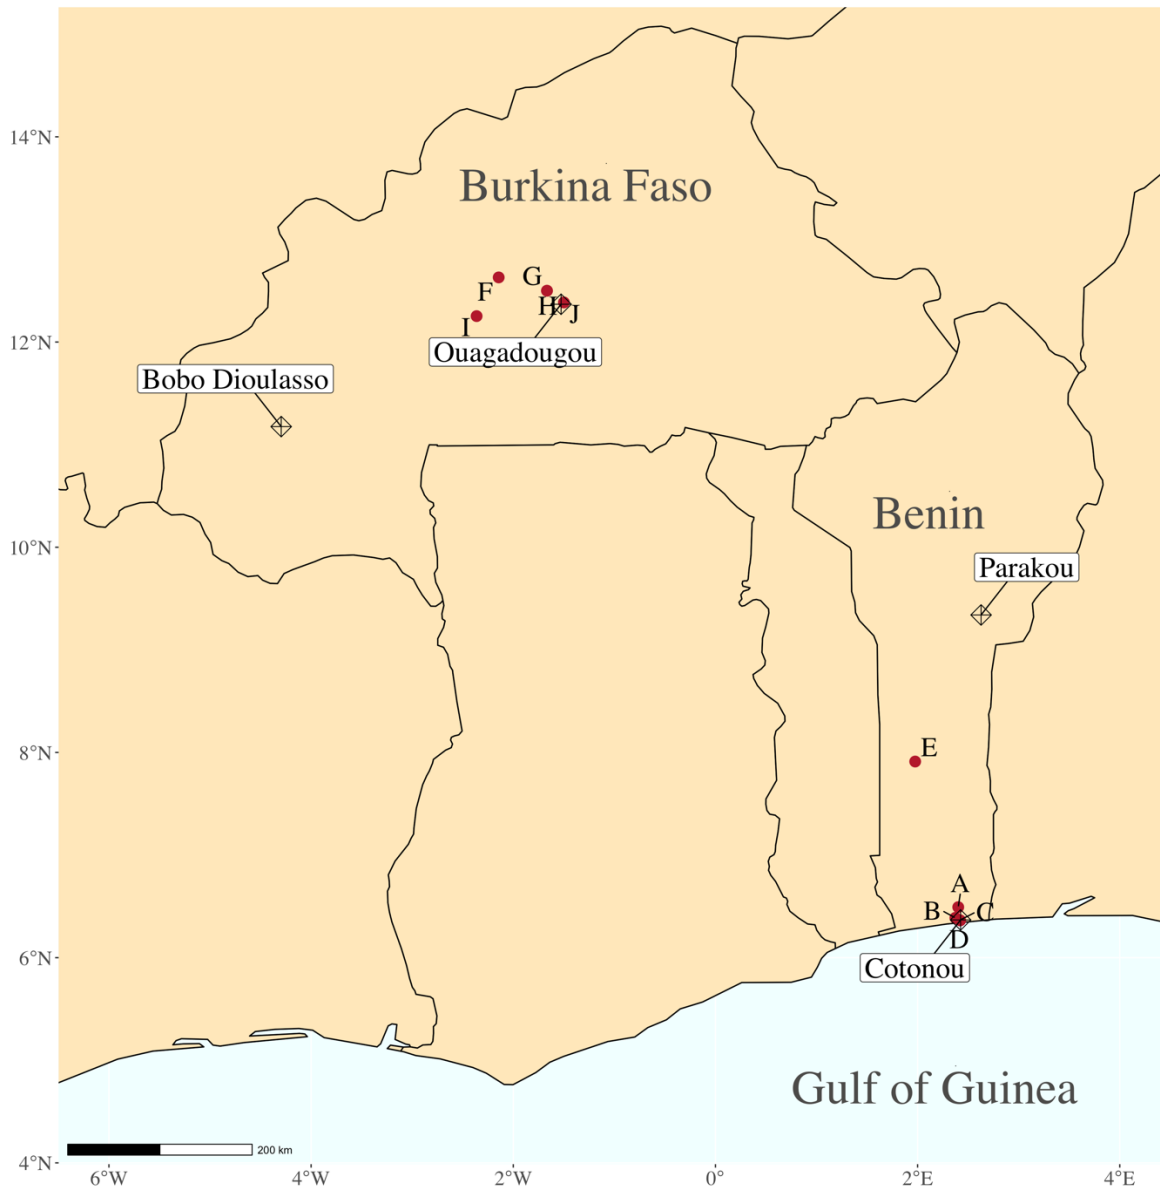 14°N
Burkina Faso
G
F
H
J
I
12°N
Ouagadougou
Bobo Dioulasso
Benin
10°N
Parakou
E
8°N
A
B
C
D
6°N
Cotonou
Gulf of Guinea
200 km
4°N
6°W
4°W
2°W
0°
2°E
4°E